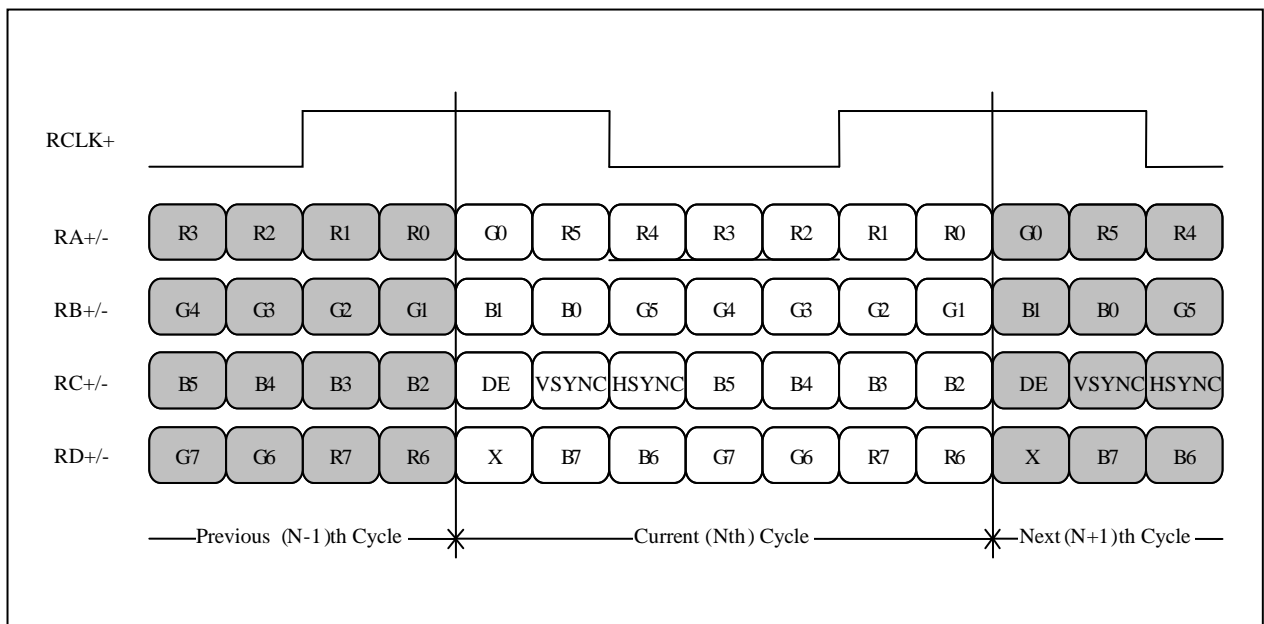 RCLK+
RA+/- R3 R2 R1 R0 G0 R5 R4 R3 R2 R1 R0 G0 R5 R4
RB+/- G4 G3 G2 G1 B1 B0 G5 G4 G3 G2 G1 B1 B0 G5
RC+/- B5 B4 B3 B2 DE VSYNC HSYNC B5 B4 B3 B2 DE VSYNC HSYNC
RD+/- G7 G6 R7 R6 X B7 B6 G7 G6 R7 R6 X B7 B6
Previous (N-1)th Cycle Current (Nth) Cycle Next (N+1)th Cycle